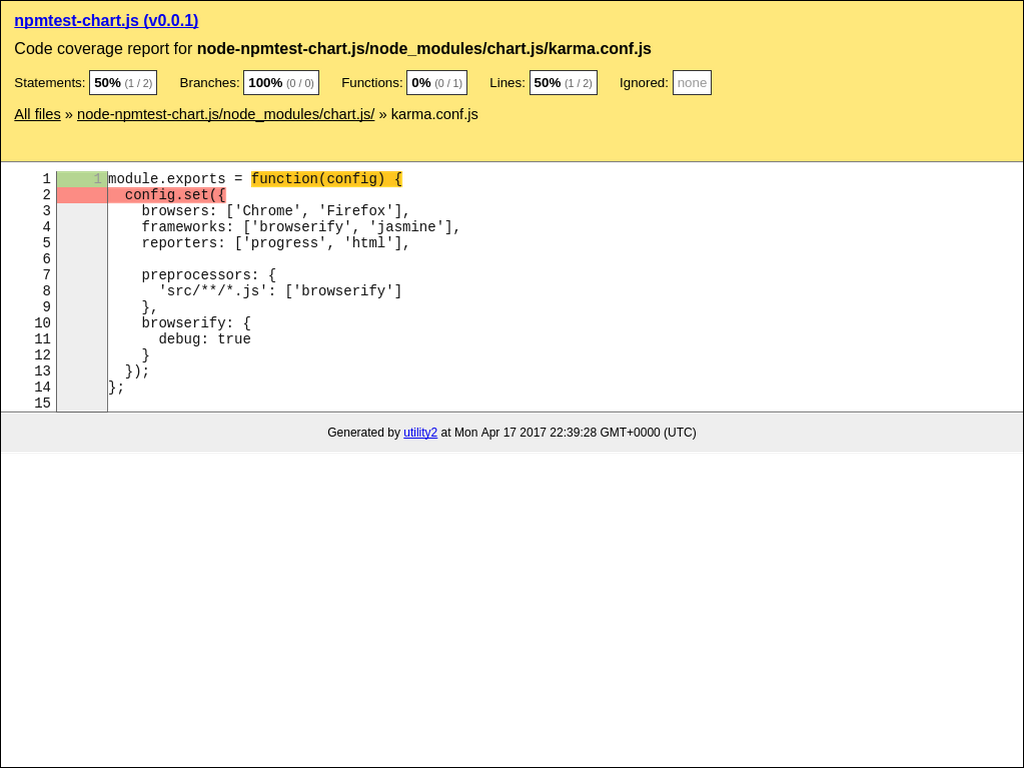 npmtest-chart.js (v0.0.1)
Code coverage report for node-npmtest-chart.js/node_modules/chart.js/karma.conf.js
Statements: 50% (1 / 2) Branches: 100% (0 / 0) Functions: 0% (0 / 1) Lines: 50% (1 / 2) Ignored: none
All files » node-npmtest-chart.js/node_modules/chart.js/ » karma.conf.js
1 1 module.exports = function(config) {
2   config.set({
3     browsers: ['Chrome', 'Firefox'],
4     frameworks: ['browserify', 'jasmine'],
5     reporters: ['progress', 'html'],
6
7     preprocessors: {
8       'src/**/*.js': ['browserify']
9     },
10     browserify: {
11       debug: true
12     }
13   });
14 };
15
Generated by utility2 at Mon Apr 17 2017 22:39:28 GMT+0000 (UTC)